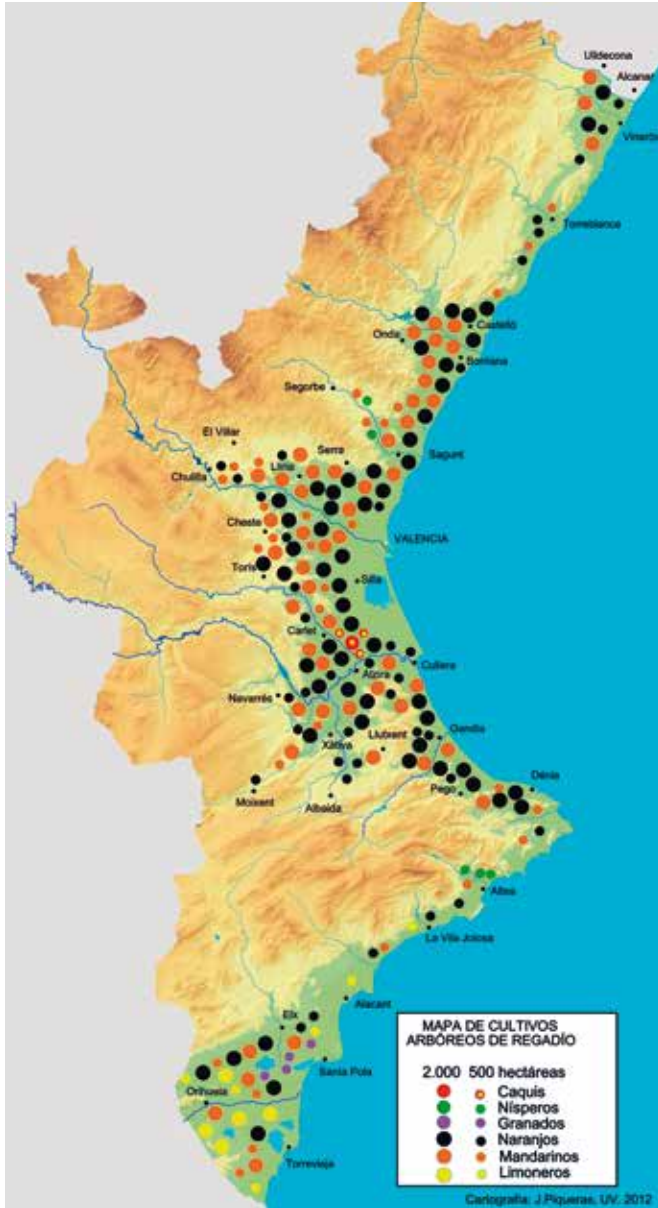 Ulldecona
Alcanar
Vinaròs
Torreblanca
Onda
Castelló
Borriana
Segorbe
El Villar
Serra
Sagunt
Chulilla
Llíria
Cheste
VALENCIA
Torís
Silla
Carlet
Cullera
Alzira
Navarrés
Gandia
Xàtiva
Llutxent
Dénia
Pego
Moixent
Albaida
Altea
La Vila Joiosa
Alacant
Elx
Santa Pola
Orihuela
Torrevieja
MAPA DE CULTIVOS
ARBÓREOS DE REGADÍO
2.000 500 hectáreas
Caquis
Nísperos
Granados
Naranjos
Mandarinos
Limoneros
Cartografía: J.Piqueras, UV. 2012